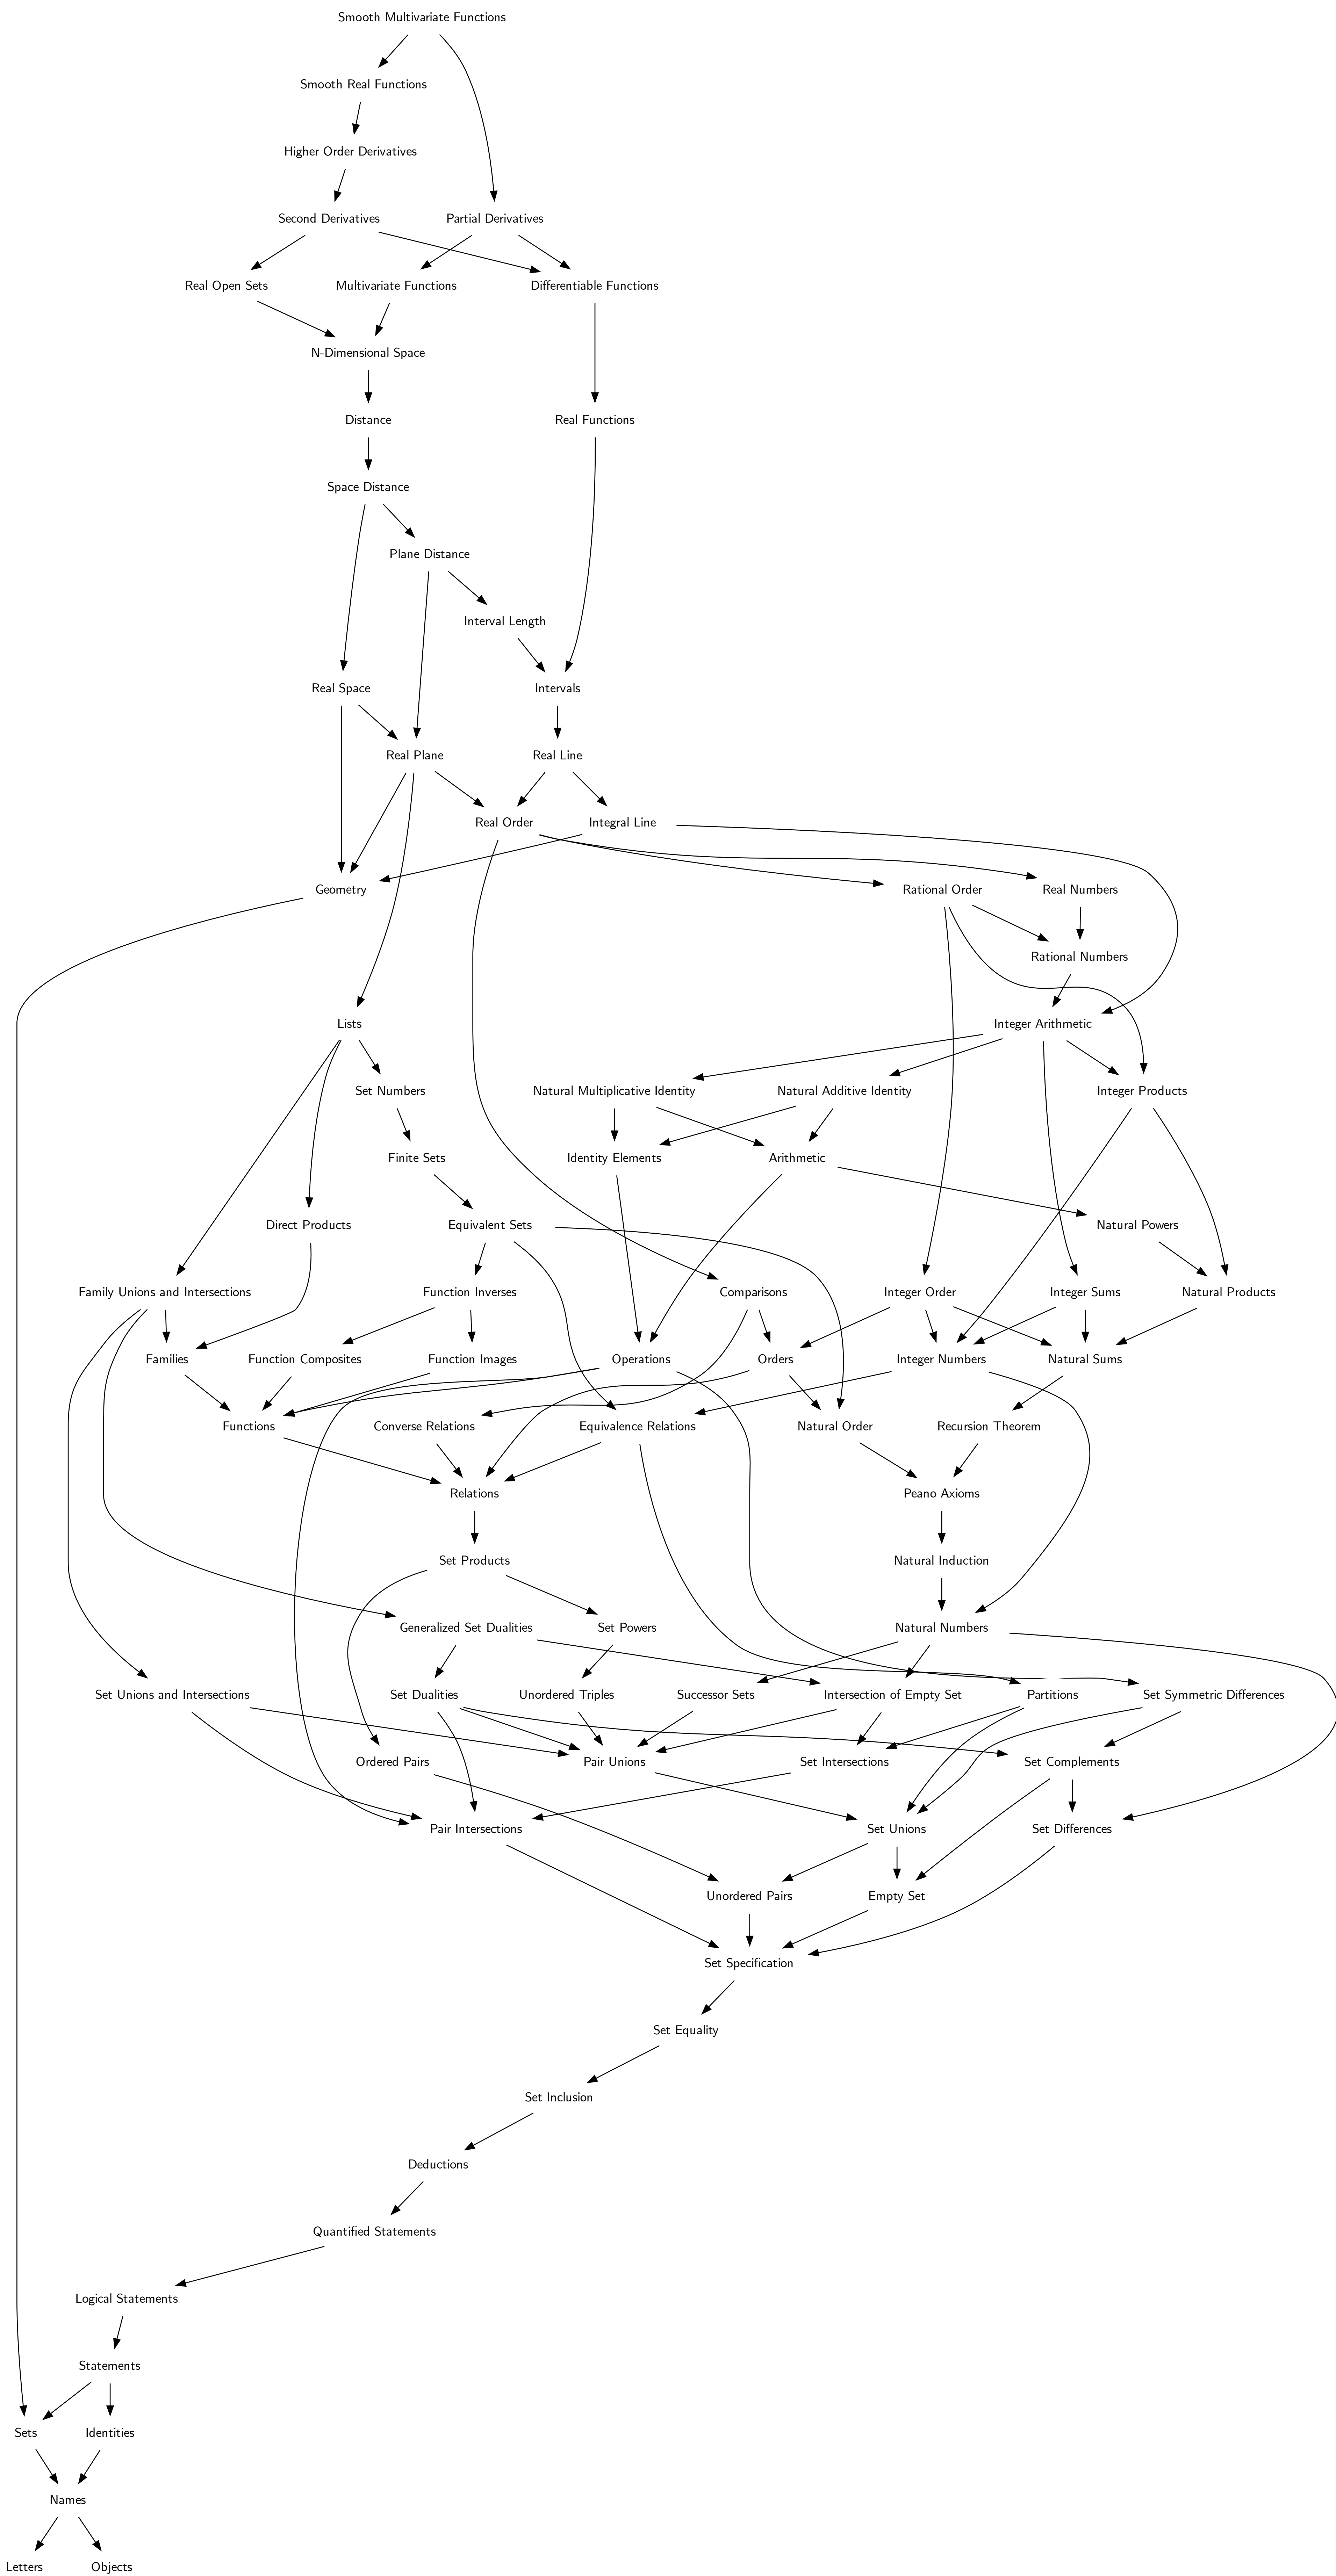 Smooth Multivariate Functions
Smooth Real Functions
Higher Order Derivatives
Second Derivatives
Partial Derivatives
Real Open Sets
Multivariate Functions
Differentiable Functions
N-Dimensional Space
Distance
Real Functions
Space Distance
Plane Distance
Interval Length
Real Space
Intervals
Real Plane
Real Line
Real Order
Integral Line
Geometry
Rational Order
Real Numbers
Rational Numbers
Lists
Integer Arithmetic
Set Numbers
Natural Multiplicative Identity
Natural Additive Identity
Integer Products
Finite Sets
Identity Elements
Arithmetic
Direct Products
Equivalent Sets
Natural Powers
Family Unions and Intersections
Function Inverses
Comparisons
Integer Order
Integer Sums
Natural Products
Families
Function Composites
Function Images
Operations
Orders
Integer Numbers
Natural Sums
Functions
Converse Relations
Equivalence Relations
Natural Order
Recursion Theorem
Relations
Peano Axioms
Set Products
Natural Induction
Generalized Set Dualities
Set Powers
Natural Numbers
Set Unions and Intersections
Set Dualities
Unordered Triples
Successor Sets
Intersection of Empty Set
Partitions
Set Symmetric Differences
Ordered Pairs
Pair Unions
Set Intersections
Set Complements
Pair Intersections
Set Unions
Set Differences
Unordered Pairs
Empty Set
Set Specification
Set Equality
Set Inclusion
Deductions
Quantified Statements
Logical Statements
Statements
Sets
Identities
Names
Letters
Objects